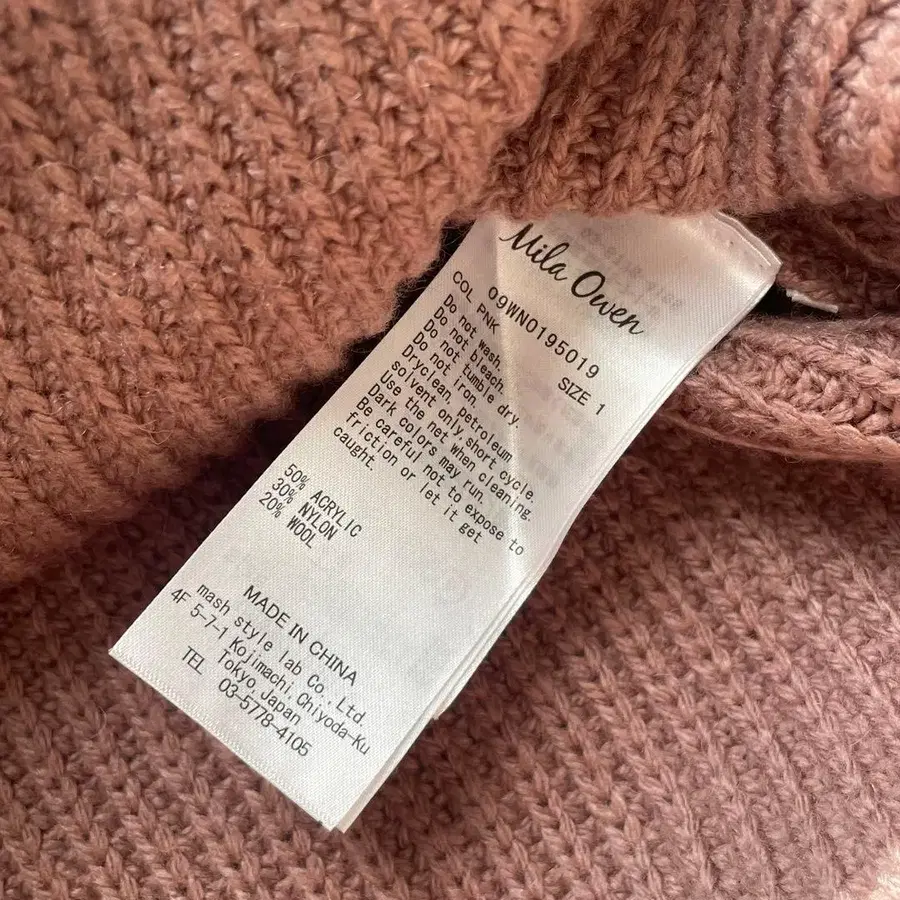 Mila Owen
09WNO195019
COL PNK SIZE 1
Do not wash.
Do not bleach.
Do not tumble dry.
Do not iron.
Dryclean, petroleum
solvent only,short cycle.
Use the net when cleaning.
Dark colors may run.
Be careful not to expose to
friction or let it get
caught.
50% ACRYLIC
30% NYLON
20% WOOL
MADE IN CHINA
mash style lab Co.,Ltd.
4F 5-7-1 Kojimachi,Chiyoda-Ku
Tokyo,Japan
TEL 03-5778-4105